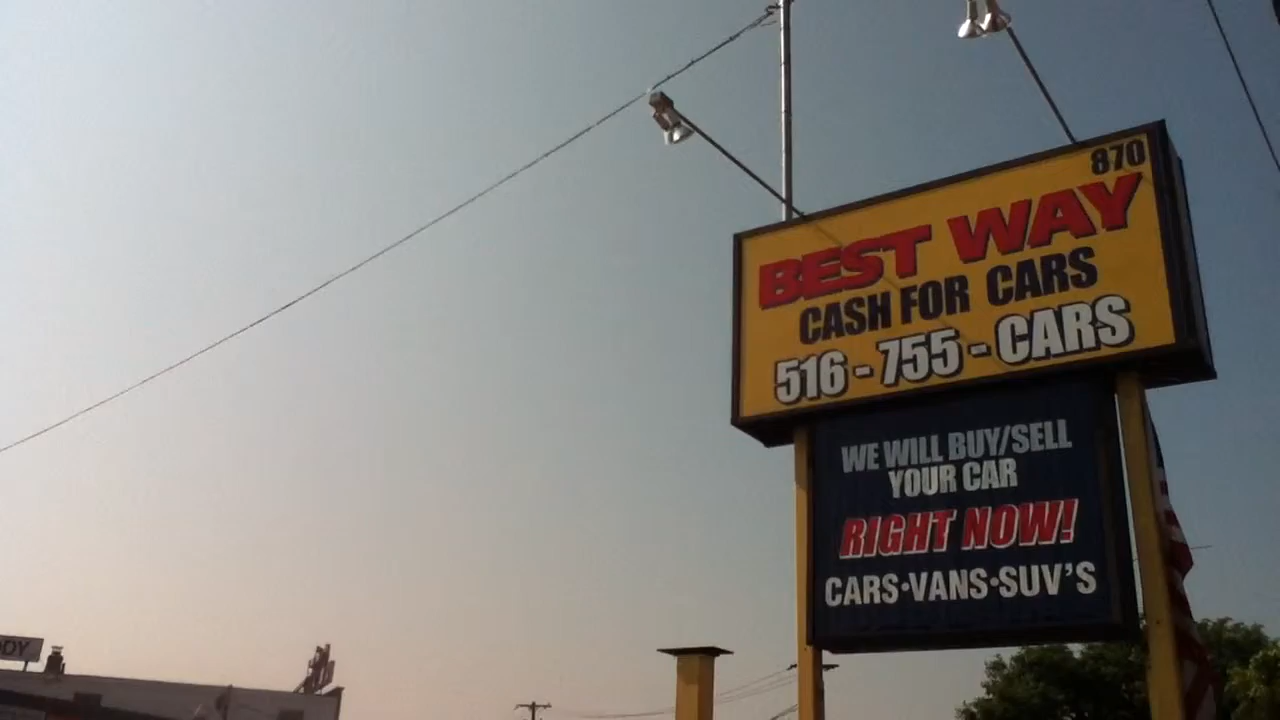 870
BEST WAY
CASH FOR CARS
516 - 755 - CARS
WE WILL BUY/SELL
YOUR CAR
RIGHT NOW!
CARS•VANS•SUV'S